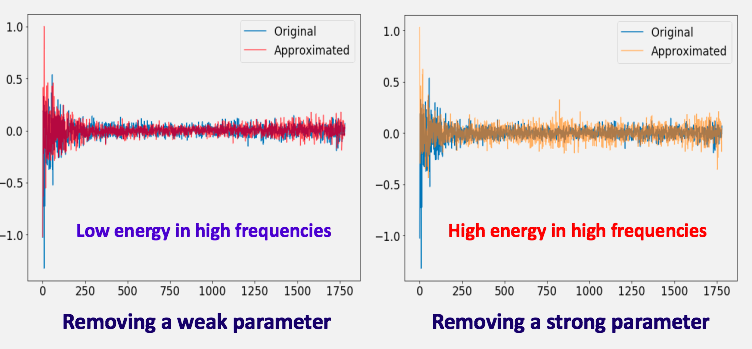 1.0
0.5
0.0
−0.5
−1.0
Original
Approximated
Low energy in high frequencies
0 250 500 750 1000 1250 1500 1750
Removing a weak parameter
1.0
0.5
0.0
−0.5
−1.0
Original
Approximated
High energy in high frequencies
0 250 500 750 1000 1250 1500 1750
Removing a strong parameter